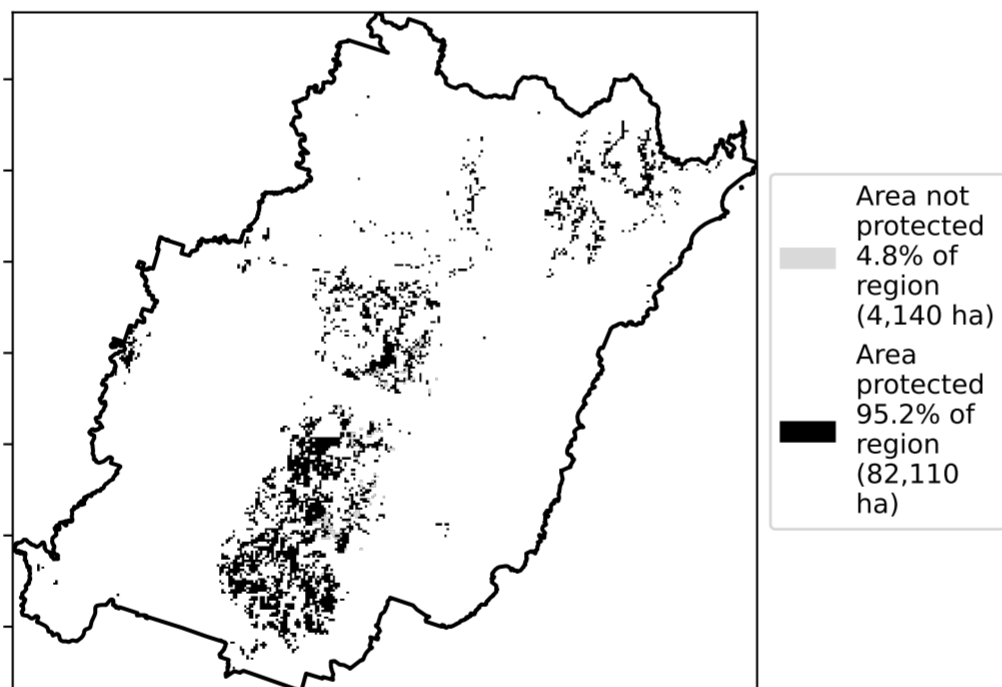 Area not
protected
4.8% of
region
(4,140 ha)
Area
protected
95.2% of
region
(82,110
ha)